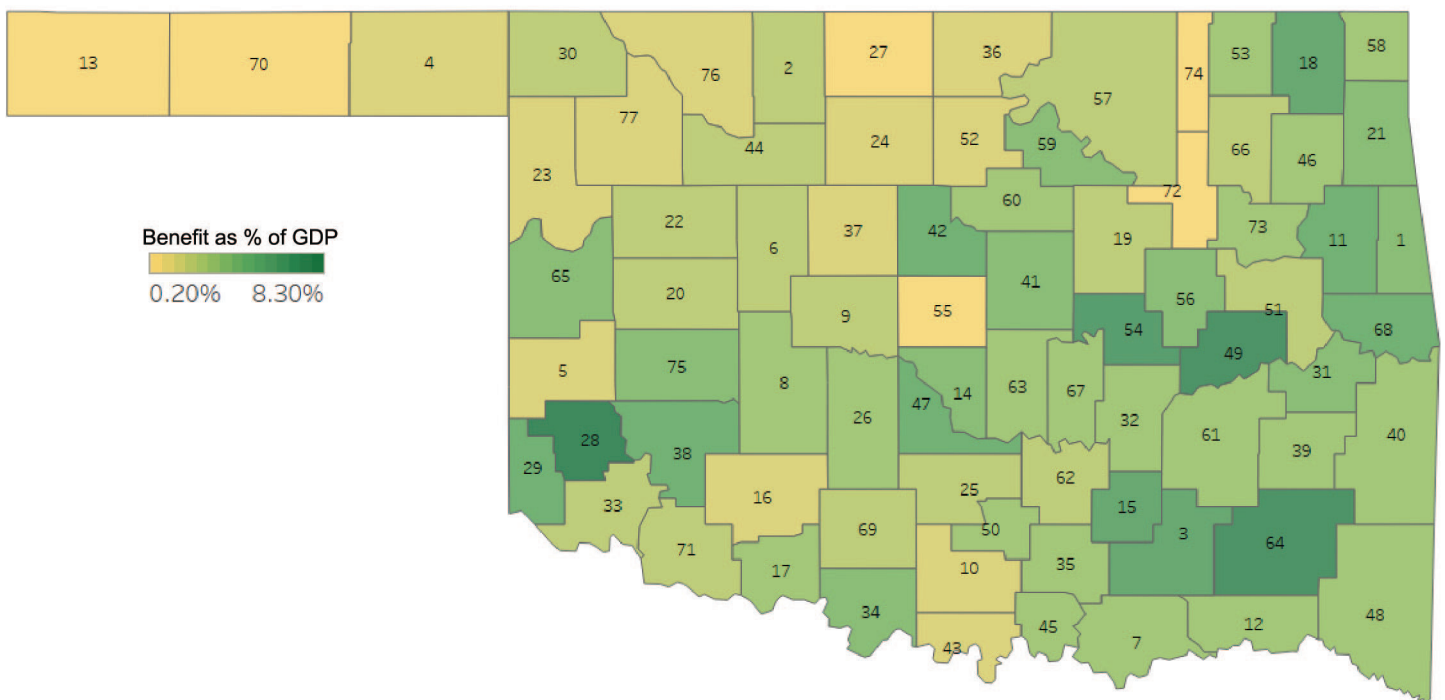 13 70 4 30 76 2 27 36 57 74 53 18 58
77 44 24 52 59 66 46 21
23 22 6 37 42 60 19 72 73 11 1
Benefit as % of GDP
0.20% 8.30%
65 20 9 55 41 54 56 51 49 68
5 75 8 26 47 14 63 67 32 61 31 39 40
28 29 38 33 16 25 62 15 3 64
71 17 69 50 10 35
34 43 45 7 12 48